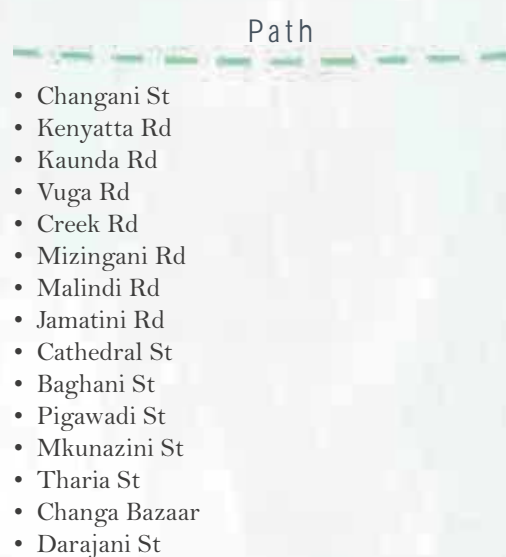 Path
• Changani St
• Kenyatta Rd
• Kaunda Rd
• Vuga Rd
• Creek Rd
• Mizingani Rd
• Malindi Rd
• Jamatini Rd
• Cathedral St
• Baghani St
• Pigawadi St
• Mkunazini St
• Tharia St
• Changa Bazaar
• Darajani St